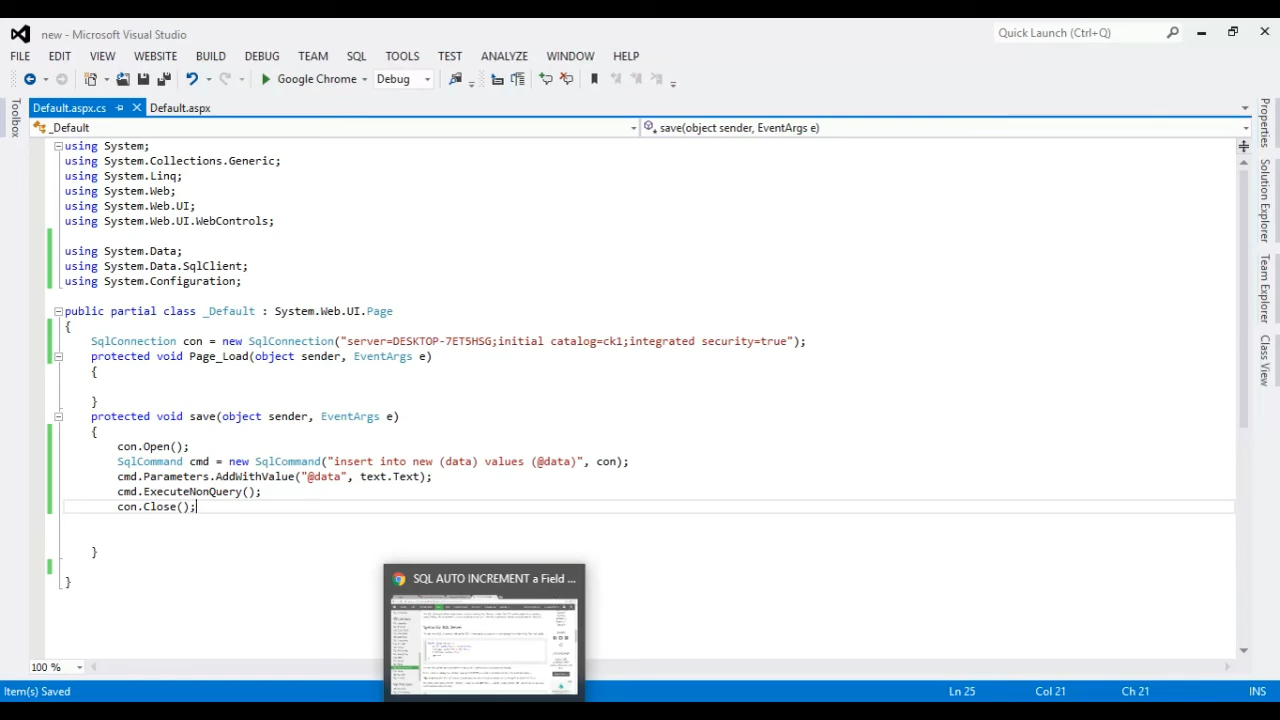 new - Microsoft Visual Studio
Quick Launch (Ctrl+Q)
FILE EDIT VIEW WEBSITE BUILD DEBUG TEAM SQL TOOLS TEST ANALYZE WINDOW HELP
Google Chrome Debug
Default.aspx.cs Default.aspx
_Default save(object sender, EventArgs e)
Toolbox
Properties
Solution Explorer
Team Explorer
Class View
using System;
using System.Collections.Generic;
using System.Linq;
using System.Web;
using System.Web.UI;
using System.Web.UI.WebControls;
using System.Data;
using System.Data.SqlClient;
using System.Configuration;
public partial class _Default : System.Web.UI.Page
{
SqlConnection con = new SqlConnection("server=DESKTOP-7ET5HSG;initial catalog=ck1;integrated security=true");
protected void Page_Load(object sender, EventArgs e)
{
}
protected void save(object sender, EventArgs e)
{
con.Open();
SqlCommand cmd = new SqlCommand("insert into new (data) values (@data)", con);
cmd.Parameters.AddWithValue("@data", text.Text);
cmd.ExecuteNonQuery();
con.Close();
}
}
SQL AUTO INCREMENT a Field ...
100 %
Item(s) Saved Ln 25 Col 21 Ch 21 INS